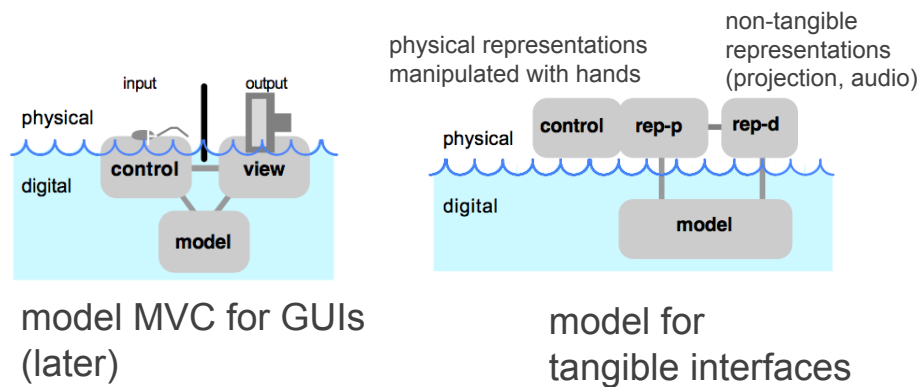 input
output
physical
control
view
digital
model
model MVC for GUIs
(later)
physical representations
manipulated with hands
non-tangible
representations
(projection, audio)
physical
control
rep-p
rep-d
digital
model
model for
tangible interfaces